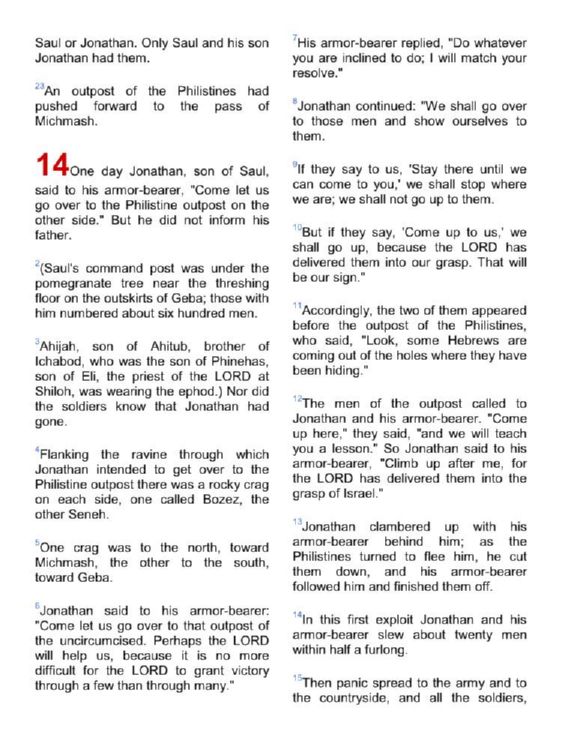 Saul or Jonathan. Only Saul and his son
Jonathan had them.
23An outpost of the Philistines had
pushed forward to the pass of
Michmash.
14One day Jonathan, son of Saul,
said to his armor-bearer, "Come let us
go over to the Philistine outpost on the
other side." But he did not inform his
father.
2(Saul's command post was under the
pomegranate tree near the threshing
floor on the outskirts of Geba; those with
him numbered about six hundred men.
3Ahijah, son of Ahitub, brother of
Ichabod, who was the son of Phinehas,
son of Eli, the priest of the LORD at
Shiloh, was wearing the ephod.) Nor did
the soldiers know that Jonathan had
gone.
4Flanking the ravine through which
Jonathan intended to get over to the
Philistine outpost there was a rocky crag
on each side, one called Bozez, the
other Seneh.
5One crag was to the north, toward
Michmash, the other to the south,
toward Geba.
6Jonathan said to his armor-bearer:
"Come let us go over to that outpost of
the uncircumcised. Perhaps the LORD
will help us, because it is no more
difficult for the LORD to grant victory
through a few than through many."
7His armor-bearer replied, "Do whatever
you are inclined to do; I will match your
resolve."
8Jonathan continued: "We shall go over
to those men and show ourselves to
them.
9If they say to us, 'Stay there until we
can come to you,' we shall stop where
we are; we shall not go up to them.
10But if they say, 'Come up to us,' we
shall go up, because the LORD has
delivered them into our grasp. That will
be our sign."
11Accordingly, the two of them appeared
before the outpost of the Philistines,
who said, "Look, some Hebrews are
coming out of the holes where they have
been hiding."
12The men of the outpost called to
Jonathan and his armor-bearer. "Come
up here," they said, "and we will teach
you a lesson." So Jonathan said to his
armor-bearer, "Climb up after me, for
the LORD has delivered them into the
grasp of Israel."
13Jonathan clambered up with his
armor-bearer behind him; as the
Philistines turned to flee him, he cut
them down, and his armor-bearer
followed him and finished them off.
14In this first exploit Jonathan and his
armor-bearer slew about twenty men
within half a furlong.
15Then panic spread to the army and to
the countryside, and all the soldiers,